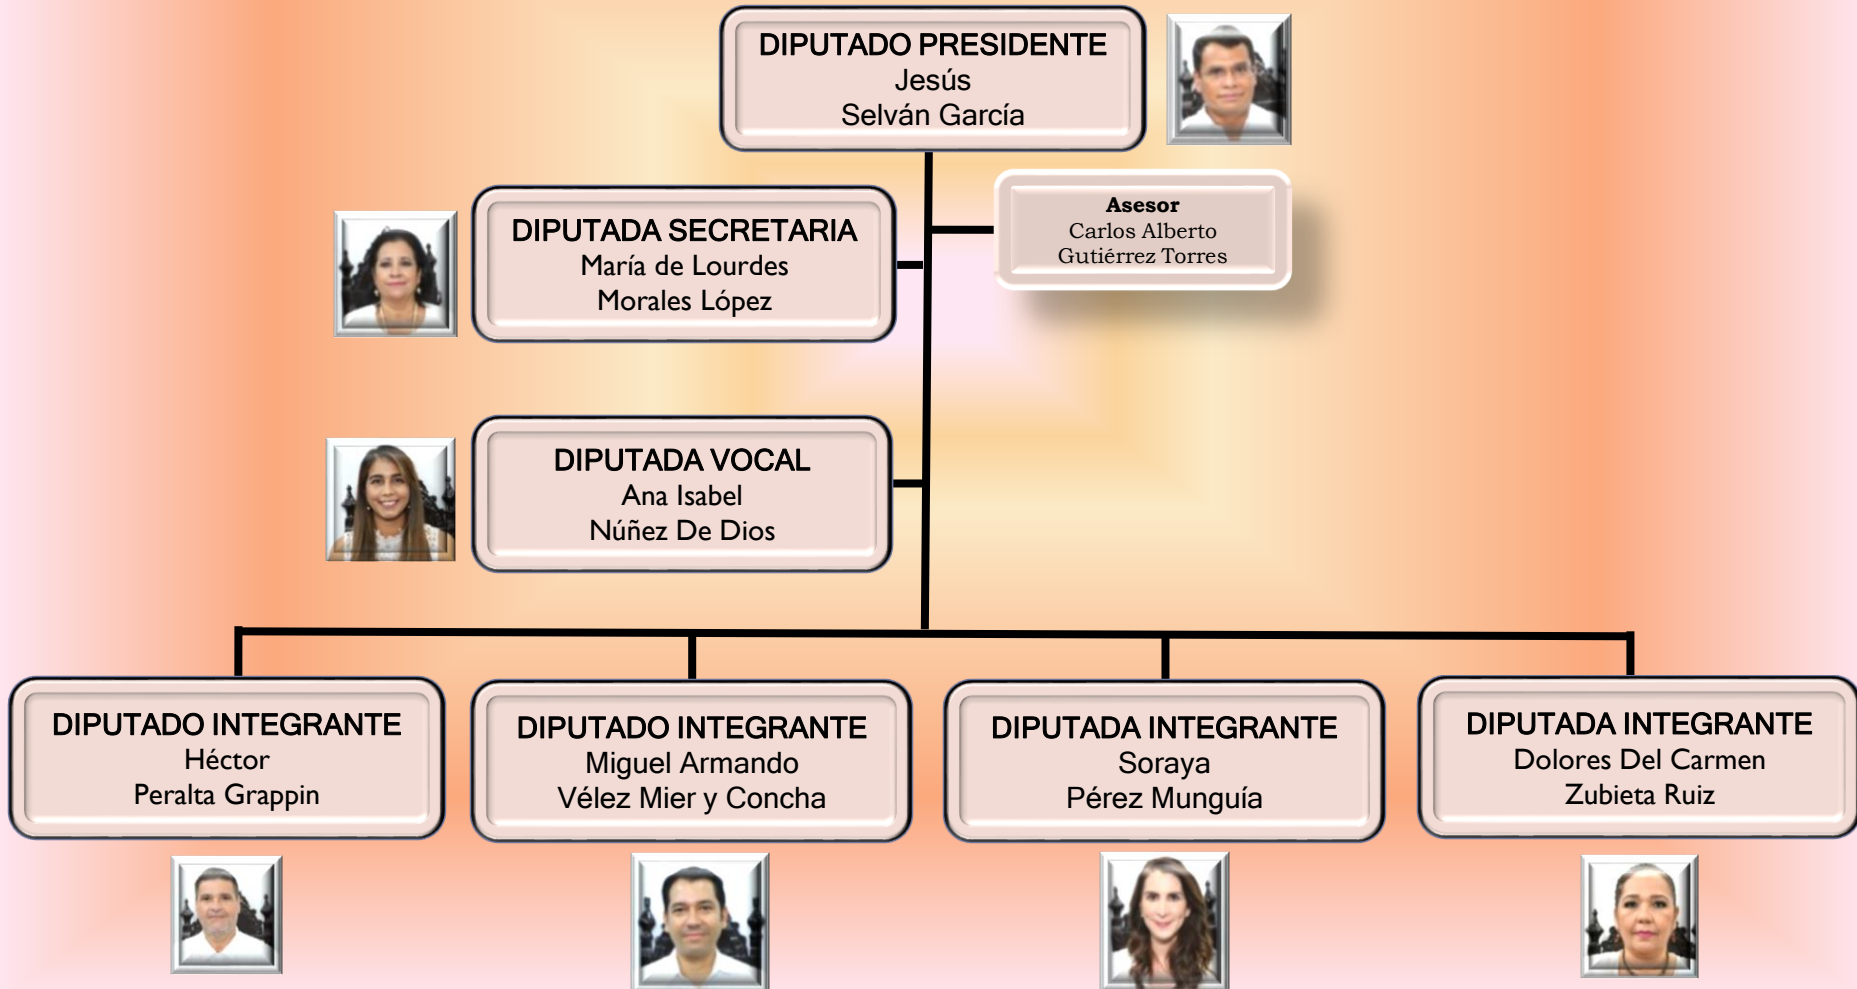 DIPUTADO PRESIDENTE
Jesús
Selván García
Asesor
Carlos Alberto
Gutiérrez Torres
DIPUTADA SECRETARIA
María de Lourdes
Morales López
DIPUTADA VOCAL
Ana Isabel
Núñez De Dios
DIPUTADO INTEGRANTE
Héctor
Peralta Grappin
DIPUTADO INTEGRANTE
Miguel Armando
Vélez Mier y Concha
DIPUTADA INTEGRANTE
Soraya
Pérez Munguía
DIPUTADA INTEGRANTE
Dolores Del Carmen
Zubieta Ruiz